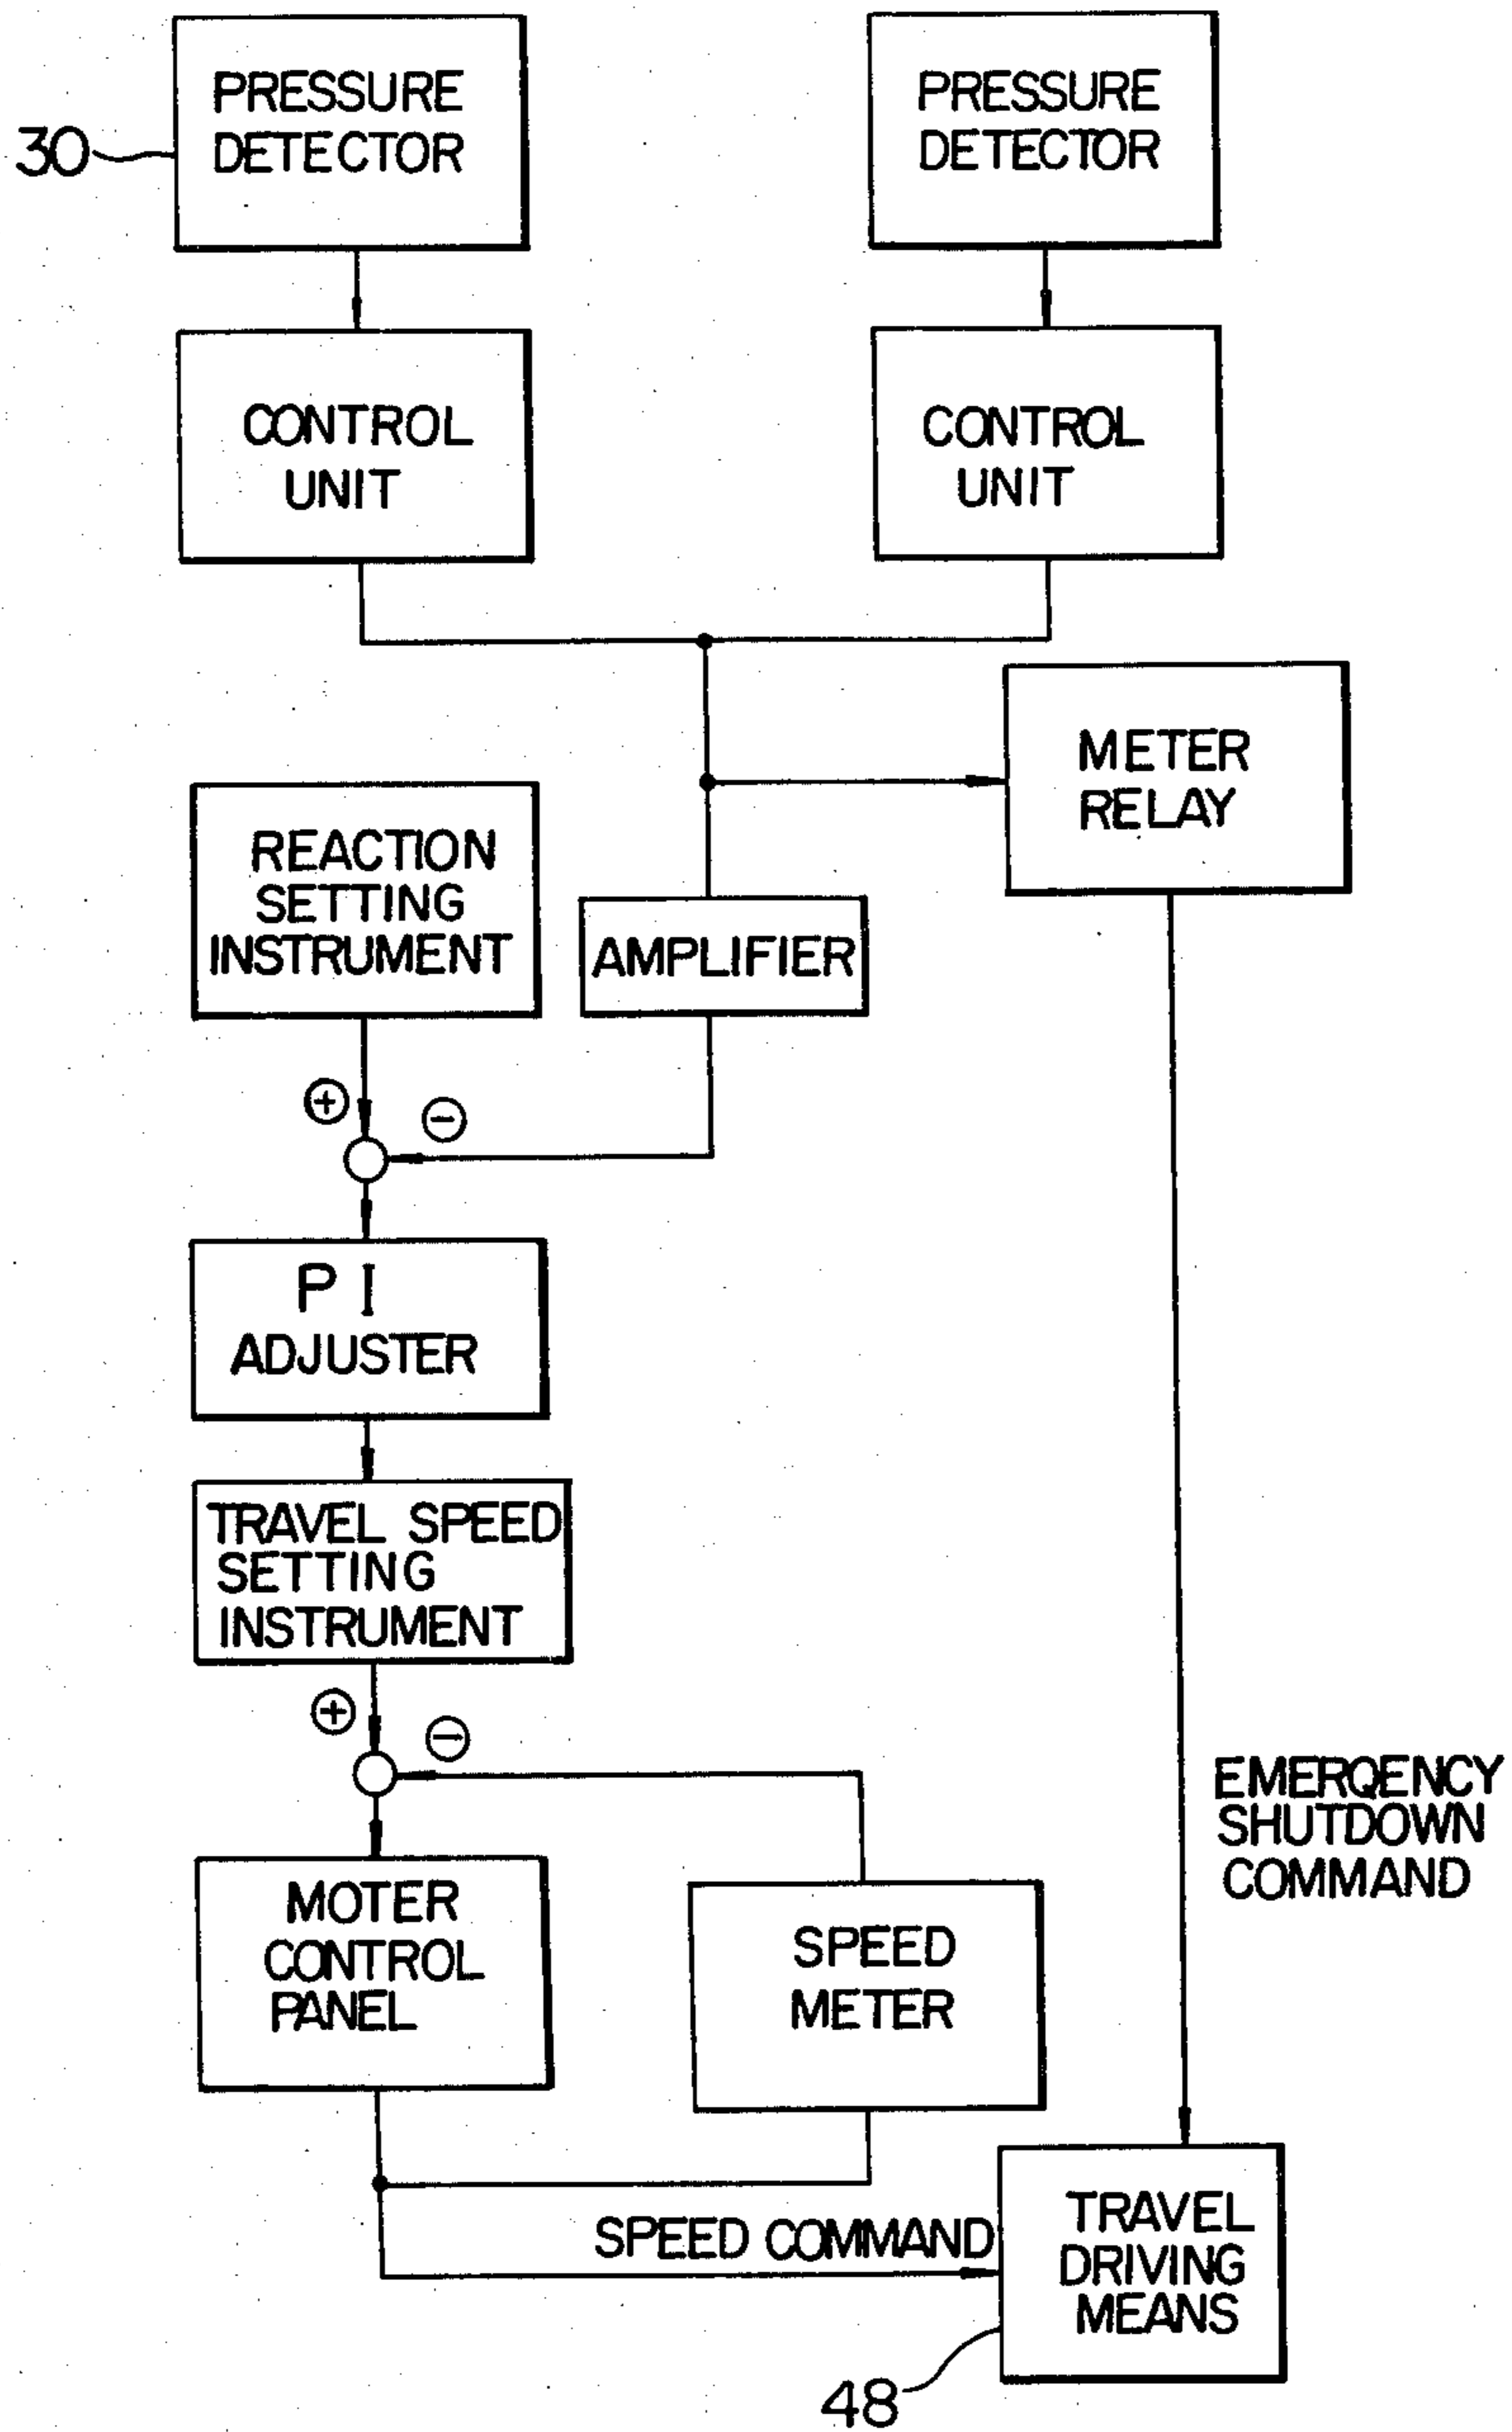 PRESSURE
DETECTOR
30
PRESSURE
DETECTOR
CONTROL
UNIT
CONTROL
UNIT
METER
RELAY
REACTION
SETTING
INSTRUMENT
AMPLIFIER
+
−
P I
ADJUSTER
TRAVEL SPEED
SETTING
INSTRUMENT
+
−
EMERQENCY
SHUTDOWN
COMMAND
MOTER
CONTROL
PANEL
SPEED
METER
SPEED COMMAND
TRAVEL
DRIVING
MEANS
48